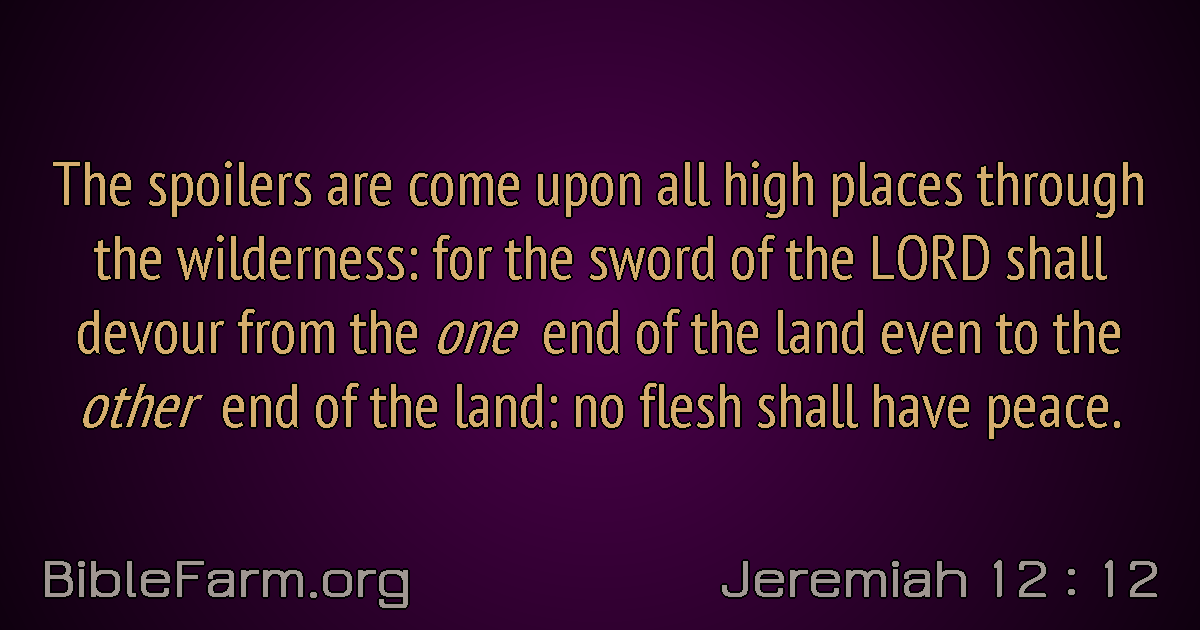 The spoilers are come upon all high places through
the wilderness: for the sword of the LORD shall
devour from the one end of the land even to the
other end of the land: no flesh shall have peace.
BibleFarm.org
Jeremiah 12 : 12